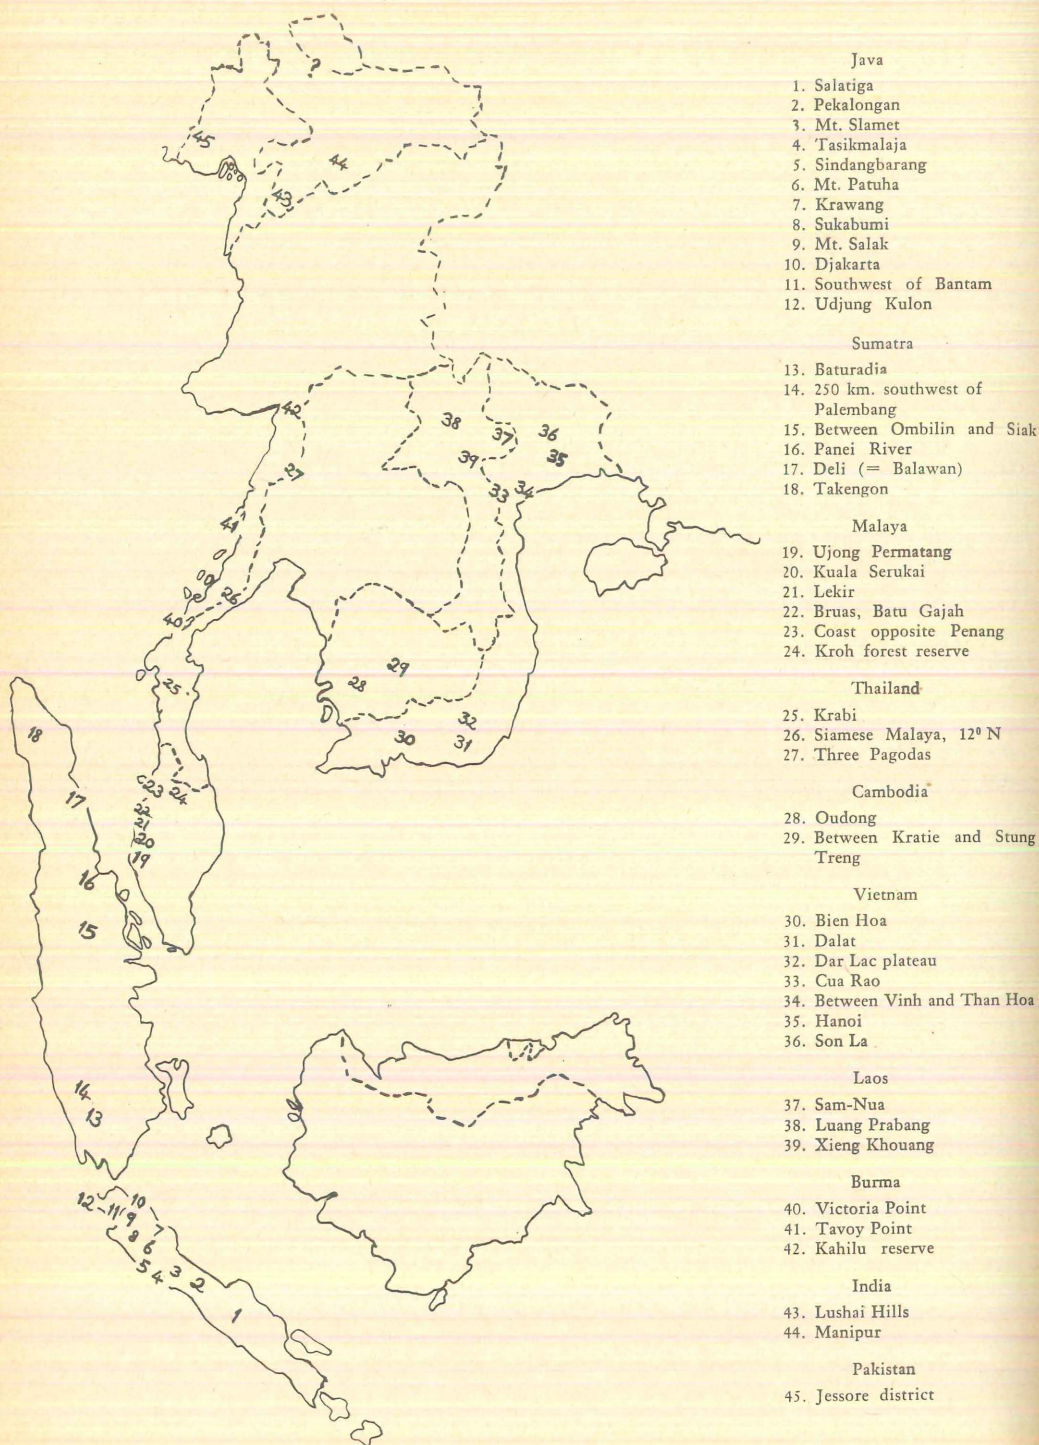 Java
1. Salatiga
2. Pekalongan
3. Mt. Slamet
4. Tasikmalaja
5. Sindangbarang
6. Mt. Patuha
7. Krawang
8. Sukabumi
9. Mt. Salak
10. Djakarta
11. Southwest of Bantam
12. Udjung Kulon
Sumatra
13. Baturadia
14. 250 km. southwest of
Palembang
15. Between Ombilin and Siak
16. Panei River
17. Deli (= Balawan)
18. Takengon
Malaya
19. Ujong Permatang
20. Kuala Serukai
21. Lekir
22. Bruas, Batu Gajah
23. Coast opposite Penang
24. Kroh forest reserve
Thailand
25. Krabi
26. Siamese Malaya, 12⁰ N
27. Three Pagodas
Cambodia
28. Oudong
29. Between Kratie and Stung
Treng
Vietnam
30. Bien Hoa
31. Dalat
32. Dar Lac plateau
33. Cua Rao
34. Between Vinh and Than Hoa
35. Hanoi
36. Son La
Laos
37. Sam-Nua
38. Luang Prabang
39. Xieng Khouang
Burma
40. Victoria Point
41. Tavoy Point
42. Kahilu reserve
India
43. Lushai Hills
44. Manipur
Pakistan
45. Jessore district
?
45
44
43
42
38
37
36
39
35
27
33 34
41
26
40?
29
25
28
18
32
30
31
23 24
17
22
21
20
19
16
15
14
13
12 11 9 10
8 7
6
5 4 3 2
1